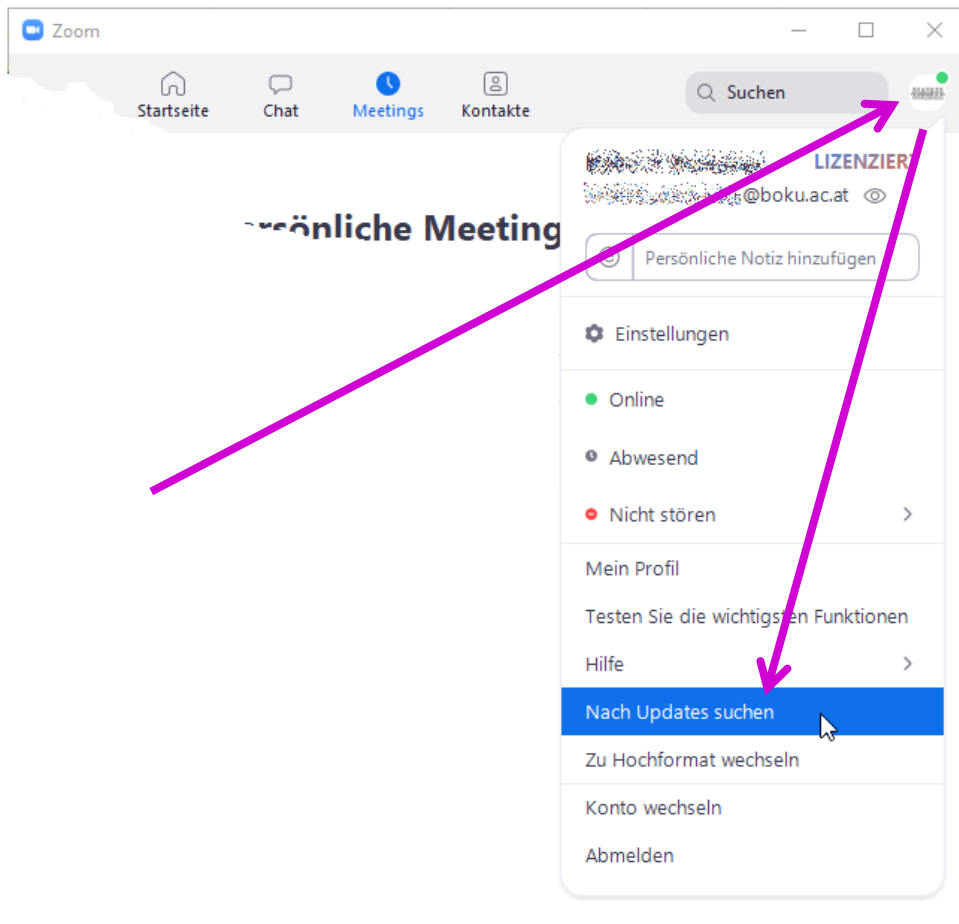 Zoom
Startseite Chat Meetings Kontakte Suchen
LIZENZIERT
@boku.ac.at
rsönliche Meeting
Persönliche Notiz hinzufügen
Einstellungen
Online
Abwesend
Nicht stören
Mein Profil
Testen Sie die wichtigsten Funktionen
Hilfe
Nach Updates suchen
Zu Hochformat wechseln
Konto wechseln
Abmelden